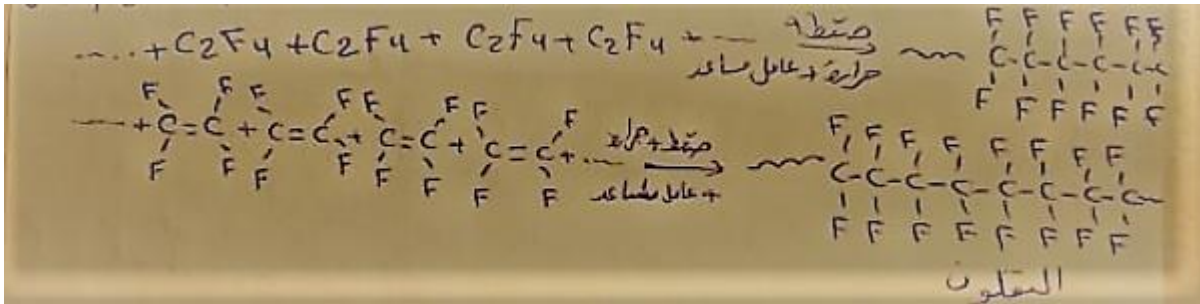 ..... + C2F4 + C2F4 + C2F4 + C2F4 + ---- ضغط + حرارة + عامل مساعد
F F F F F F
C-C-C-C-C-C
F F F F F F
F F F F F F F F
---- + C=C + C=C + C=C + C=C + .... ضغط + حرارة + عامل مساعد
F F F F F F F F
F F F F F F F F
C-C-C-C-C-C-C-C
F F F F F F F F
التفلون